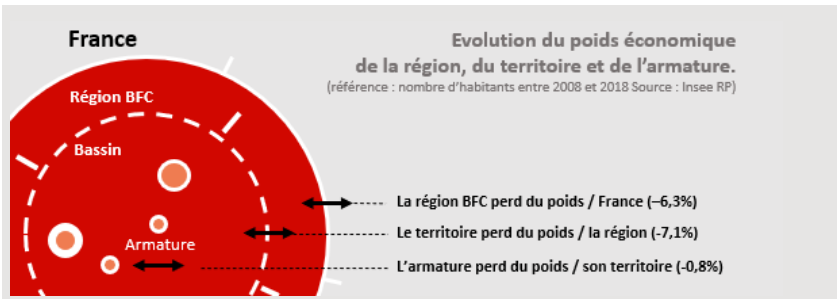 France
Evolution du poids économique
de la région, du territoire et de l’armature.
(référence : nombre d’habitants entre 2008 et 2018 Source : Insee RP)
Région BFC
Bassin
Armature
La région BFC perd du poids / France (–6,3%)
Le territoire perd du poids / la région (-7,1%)
L’armature perd du poids / son territoire (-0,8%)